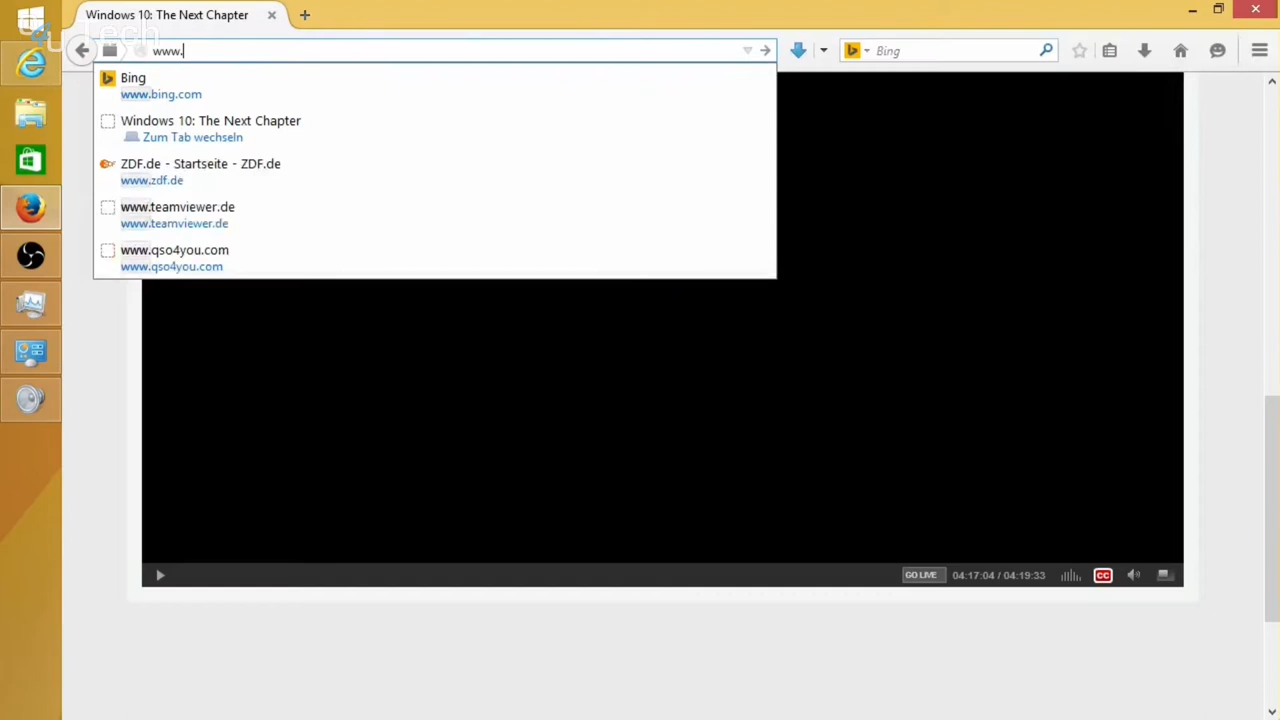 Windows 10: The Next Chapter
www.
Bing
Bing
www.bing.com
Windows 10: The Next Chapter
Zum Tab wechseln
ZDF.de - Startseite - ZDF.de
www.zdf.de
www.teamviewer.de
www.teamviewer.de
www.qso4you.com
www.qso4you.com
GO LIVE 04:17:04 / 04:19:33 CC